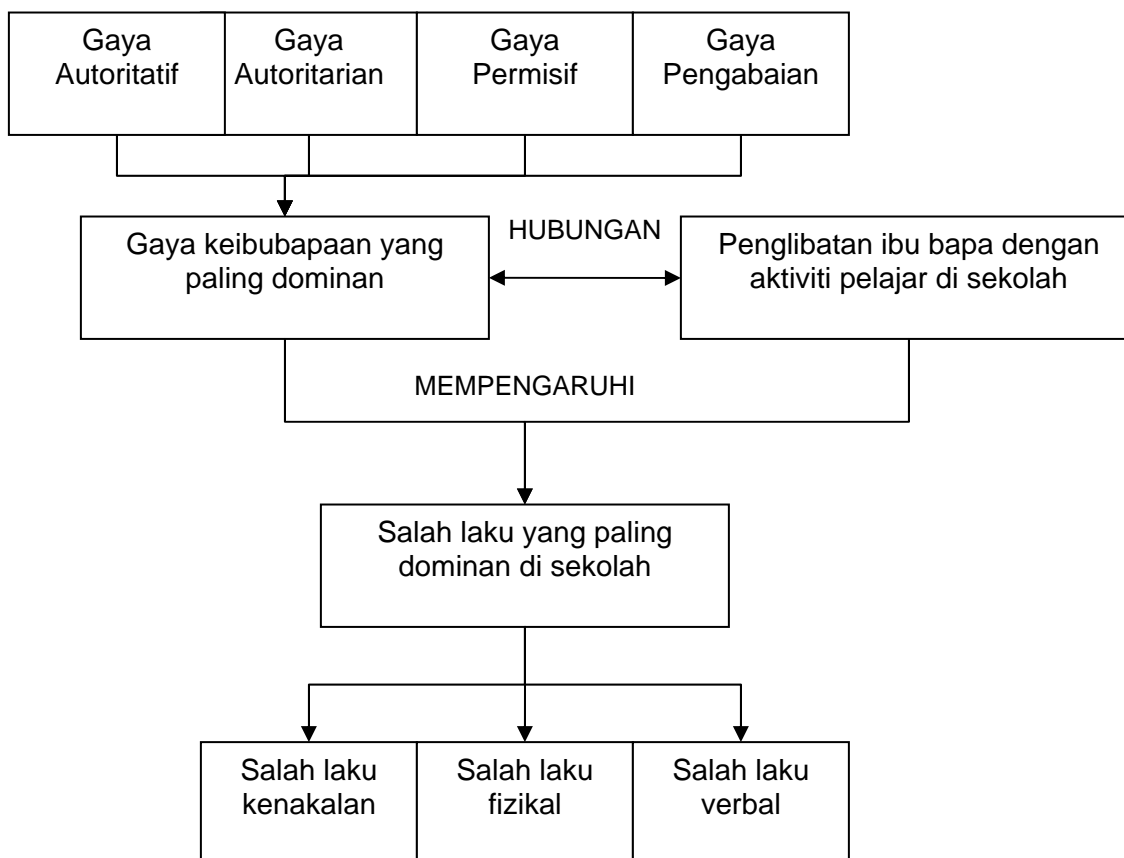 Gaya
Autoritatif
Gaya
Autoritarian
Gaya
Permisif
Gaya
Pengabaian
Gaya keibubapaan yang
paling dominan
HUBUNGAN
Penglibatan ibu bapa dengan
aktiviti pelajar di sekolah
MEMPENGARUHI
Salah laku yang paling
dominan di sekolah
Salah laku
kenakalan
Salah laku
fizikal
Salah laku
verbal